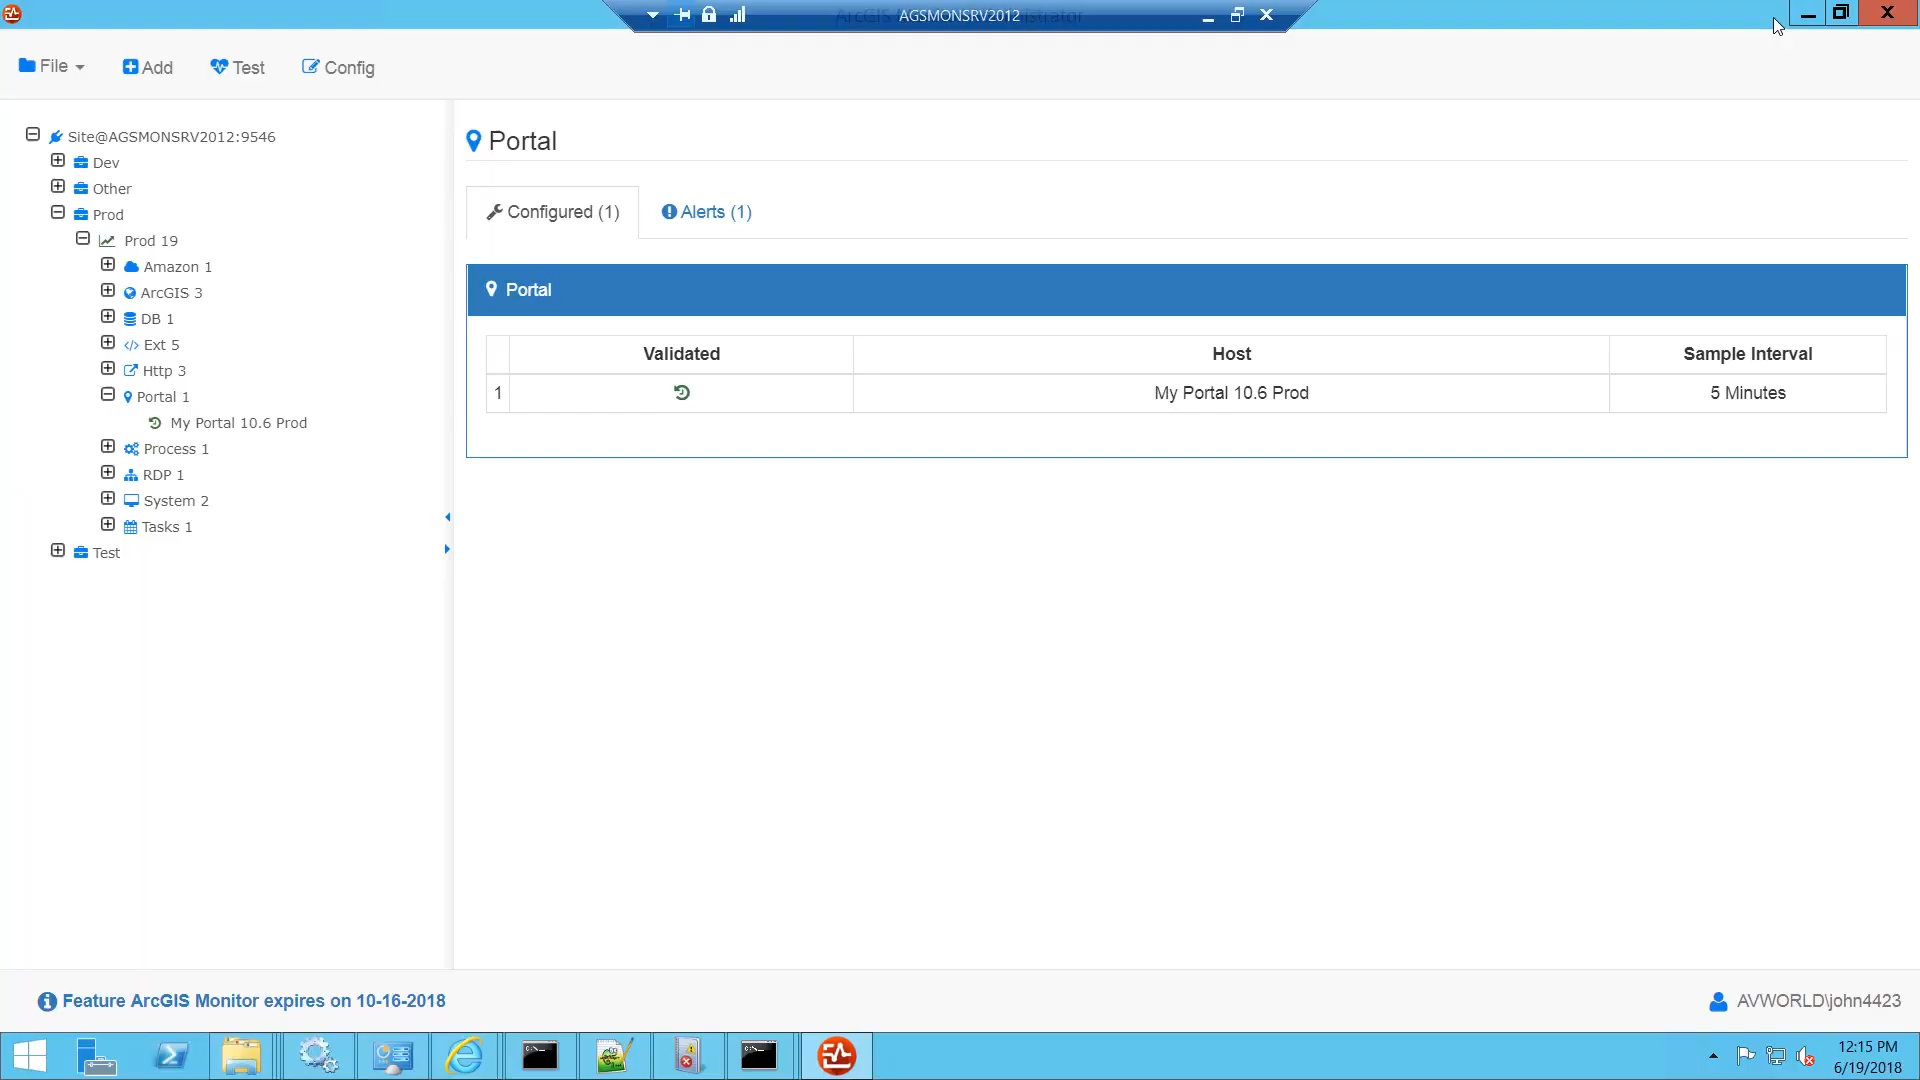 AGSMONSRV2012
File
Add
Test
Config
Site@AGSMONSRV2012:9546
Dev
Other
Prod
Prod 19
Amazon 1
ArcGIS 3
DB 1
Ext 5
Http 3
Portal 1
My Portal 10.6 Prod
Process 1
RDP 1
System 2
Tasks 1
Test
Portal
Configured (1)
Alerts (1)
Portal
Validated Host Sample Interval
1 My Portal 10.6 Prod 5 Minutes
Feature ArcGIS Monitor expires on 10-16-2018
AVWORLD\john4423
12:15 PM
6/19/2018